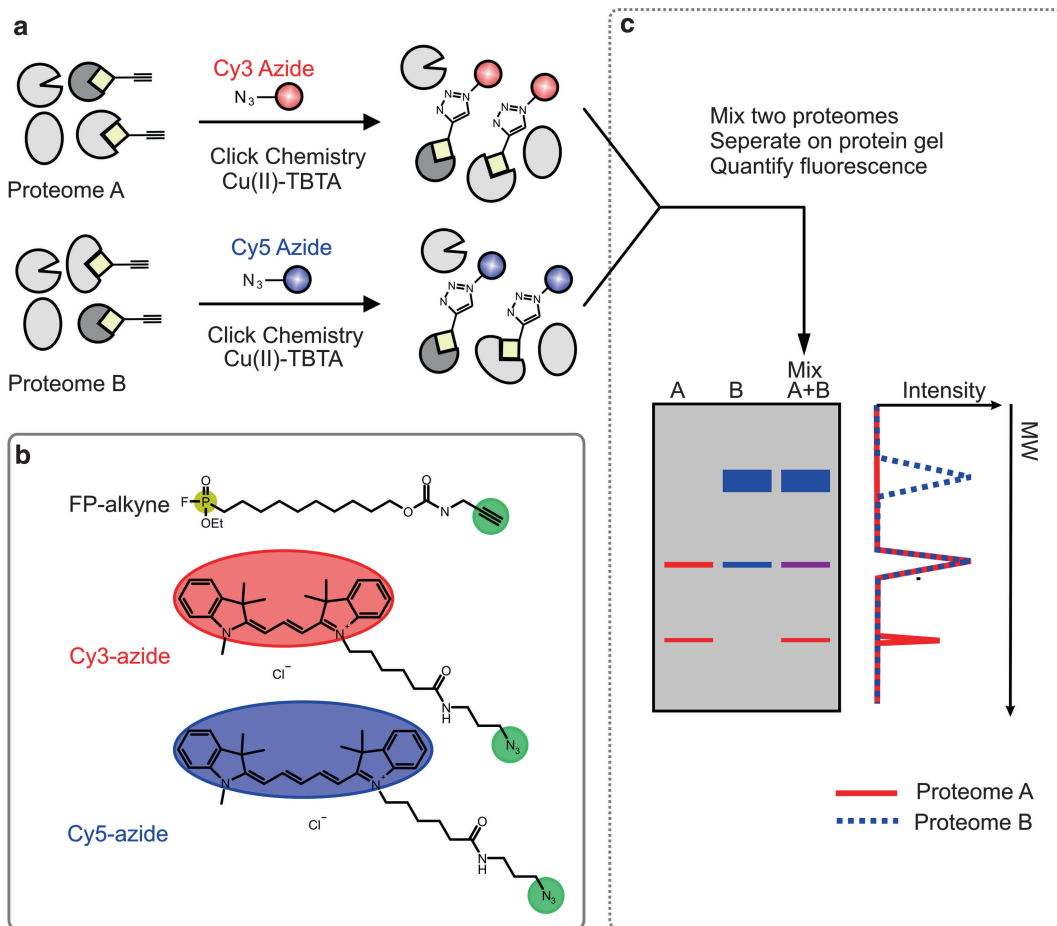 a
Cy3 Azide
N3
Click Chemistry
Cu(II)-TBTA
Proteome A
N
N
N
N
N
N
Cy5 Azide
N3
Click Chemistry
Cu(II)-TBTA
Proteome B
N
N
N
N
N
N
b
FP-alkyne
O
F
P
OEt
O
O
N
H
Cy3-azide
N
N+
Cl−
O
N
H
N3
Cy5-azide
N
N+
Cl−
O
N
H
N3
c
Mix two proteomes
Seperate on protein gel
Quantify fluorescence
Mix
A B A+B
Intensity
MW
Proteome A
Proteome B